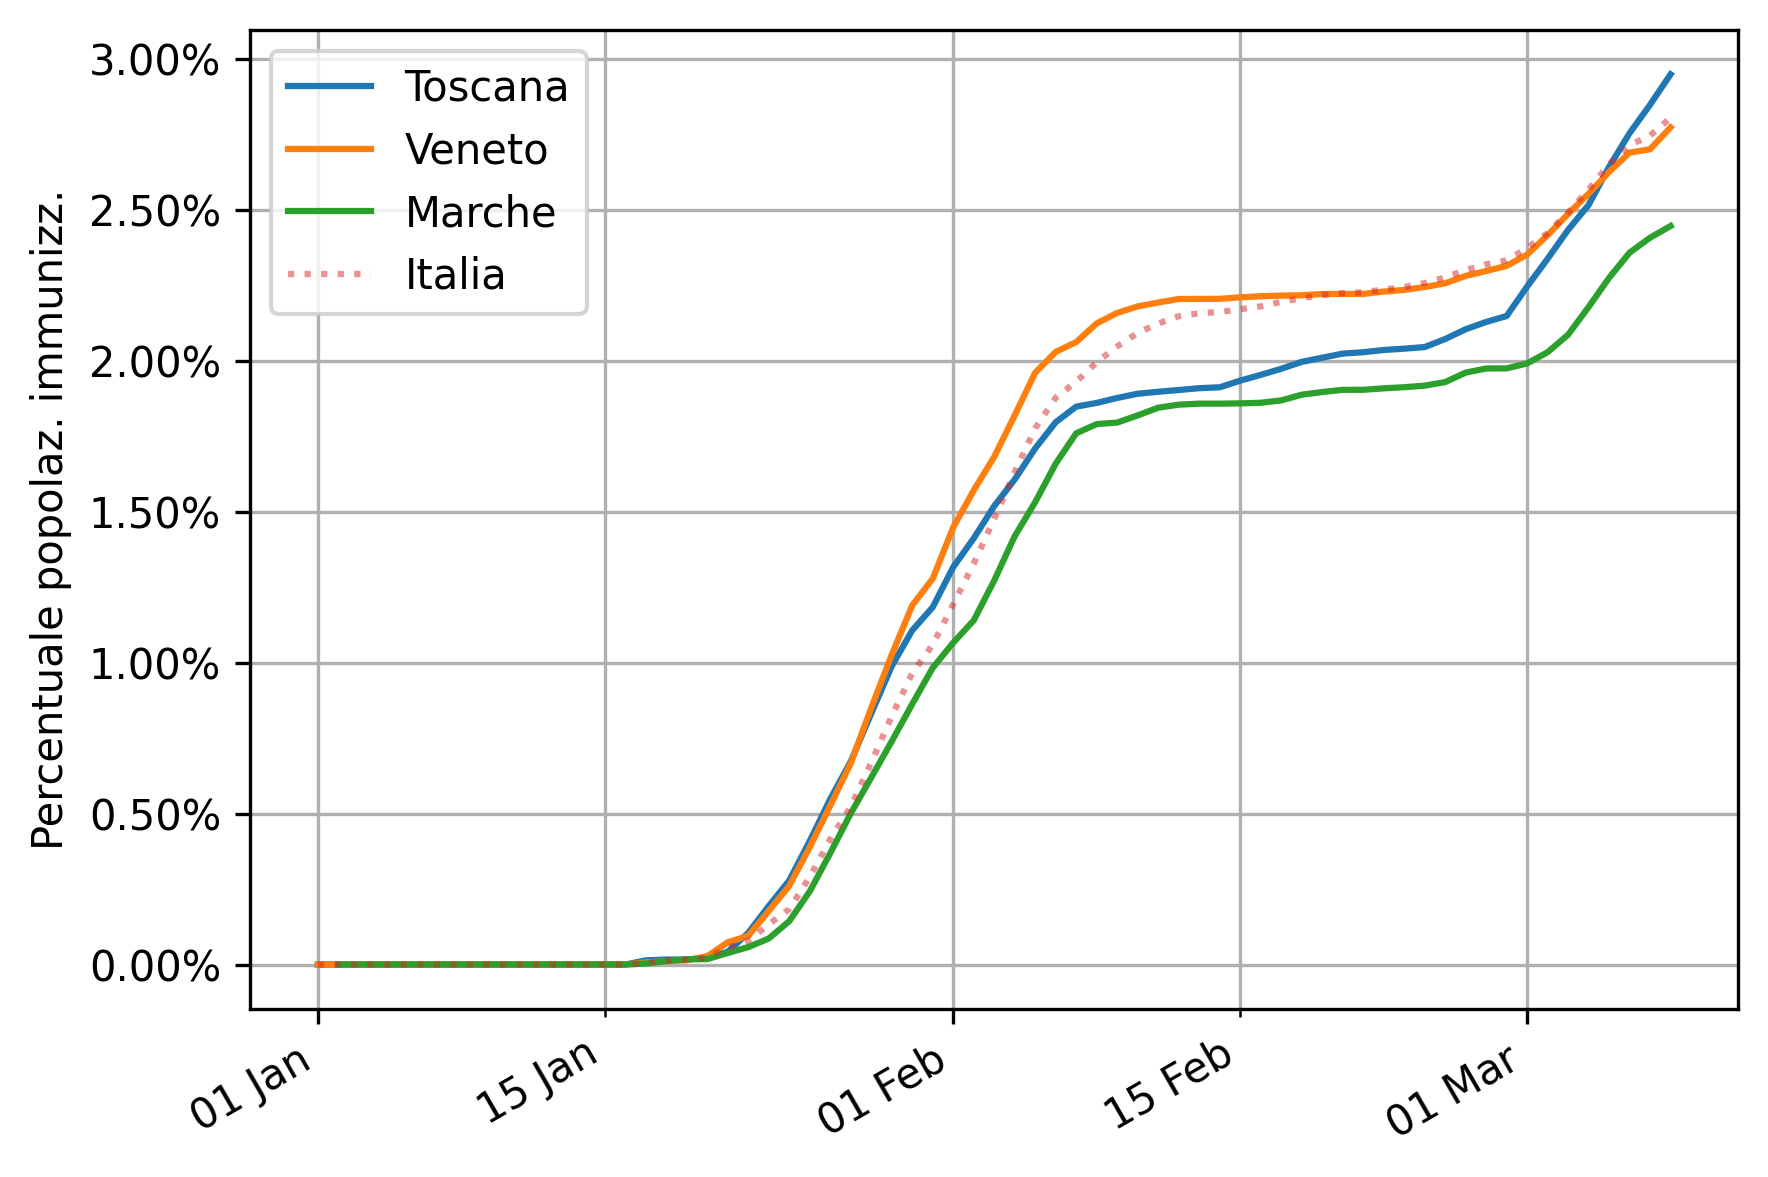 3.00%
2.50%
2.00%
1.50%
1.00%
0.50%
0.00%
Percentuale popolaz. immunizz.
Toscana
Veneto
Marche
Italia
01 Jan
15 Jan
01 Feb
15 Feb
01 Mar